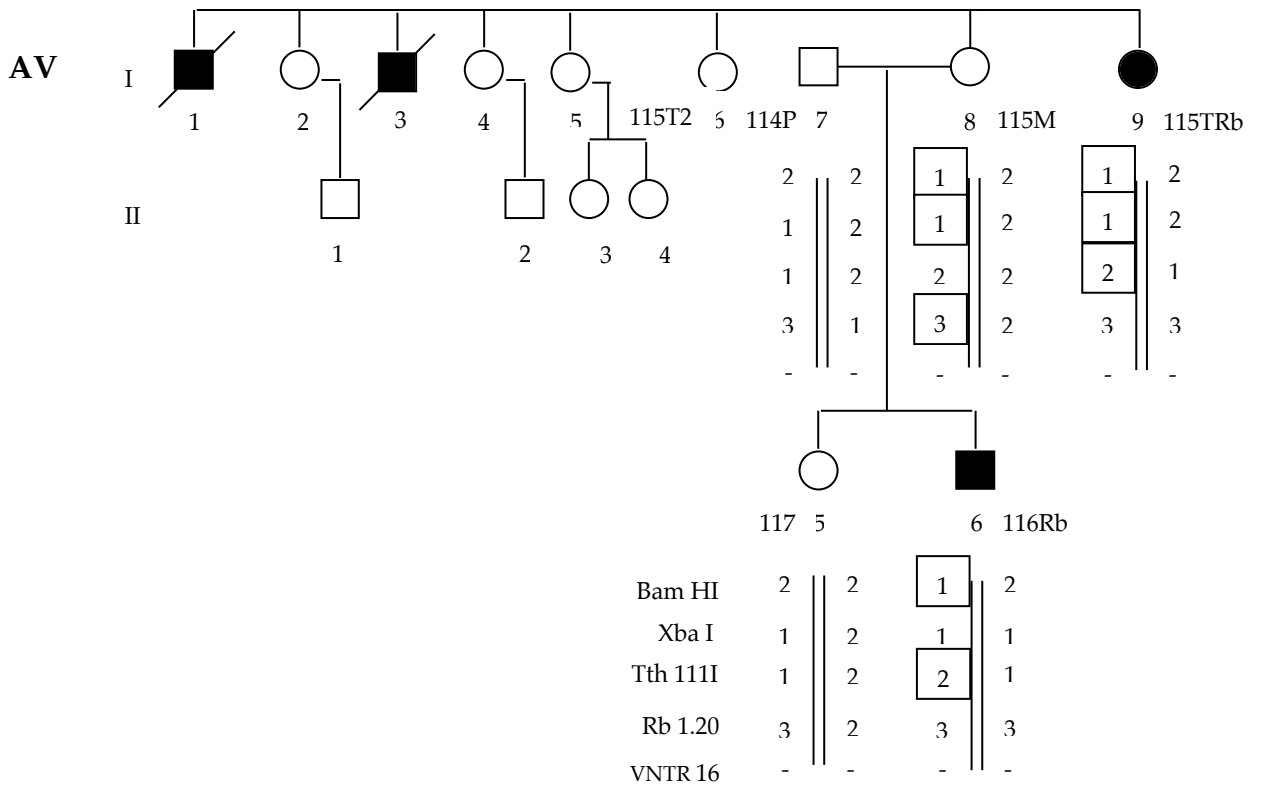 AV I
1 2 3 4 5 115T2 6 114P 7 8 115M 9 115TRb
2 2 1 2 1 2
II
1 2 1 2 1 2
1 2 3 4
1 2 2 2 2 1
3 1 3 2 3 3
- - - - - -
117 5 6 116Rb
Bam HI 2 2 1 2
Xba I 1 2 1 1
Tth 111I 1 2 2 1
Rb 1.20 3 2 3 3
VNTR 16 - - - -